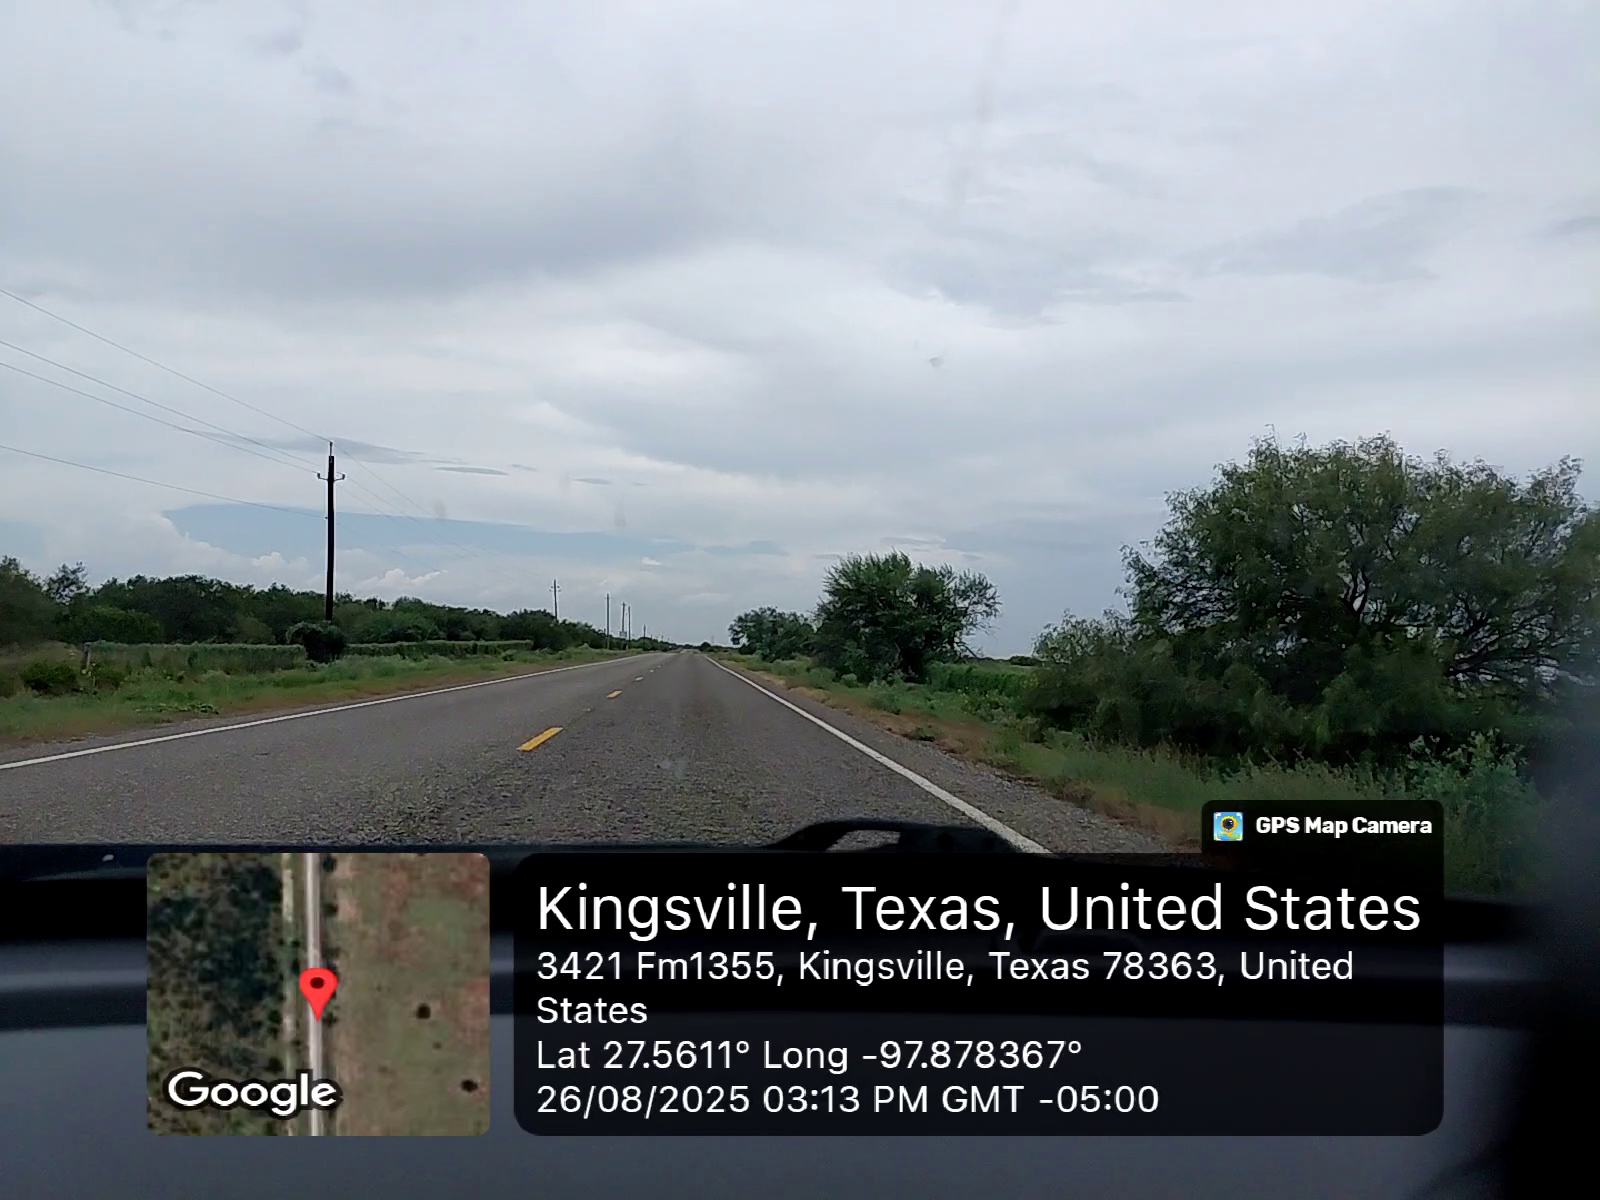 GPS Map Camera
Kingsville, Texas, United States
3421 Fm1355, Kingsville, Texas 78363, United
States
Lat 27.5611° Long -97.878367°
26/08/2025 03:13 PM GMT -05:00
Google